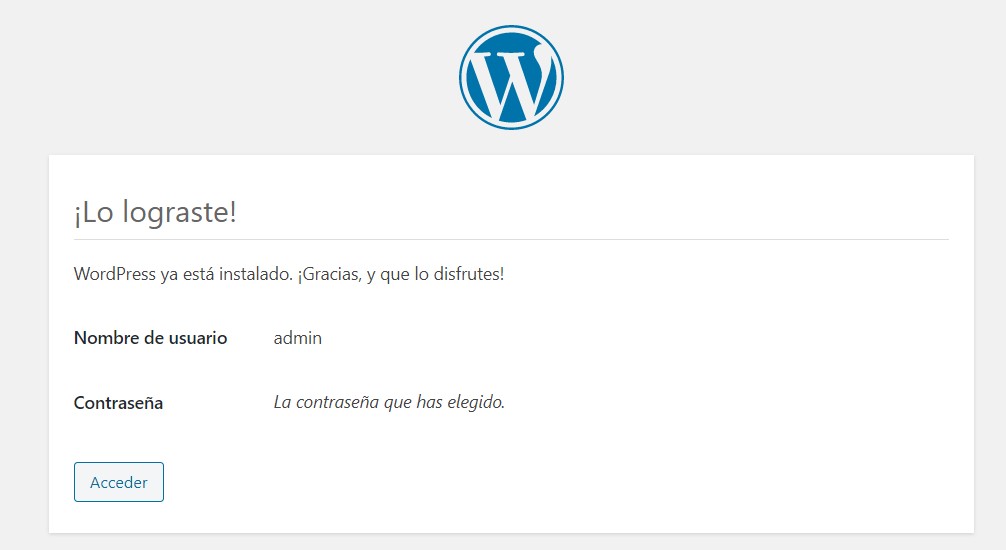 ¡Lo lograste!
WordPress ya está instalado. ¡Gracias, y que lo disfrutes!
Nombre de usuario admin
Contraseña La contraseña que has elegido.
Acceder